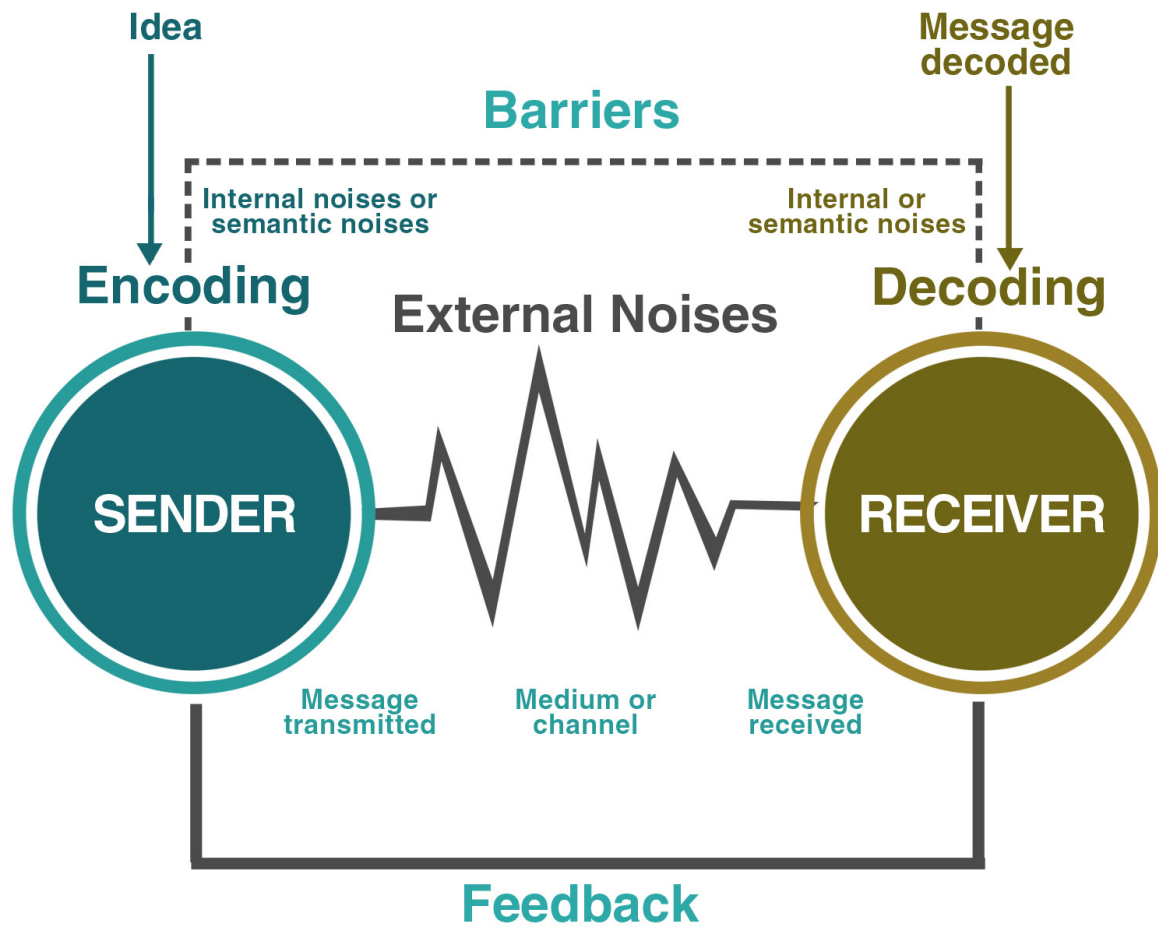 Idea
Message
decoded
Barriers
Internal noises or
semantic noises
Internal or
semantic noises
Encoding
Decoding
External Noises
SENDER
RECEIVER
Message
transmitted
Medium or
channel
Message
received
Feedback